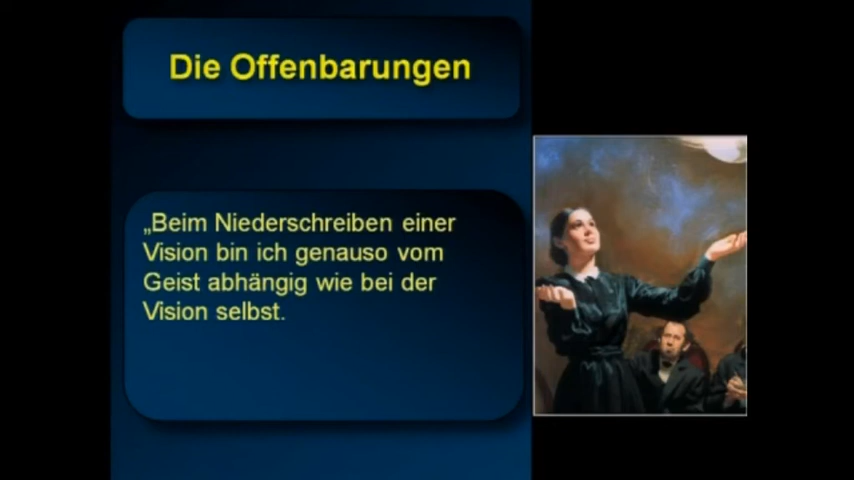 Die Offenbarungen
„Beim Niederschreiben einer
Vision bin ich genauso vom
Geist abhängig wie bei der
Vision selbst.